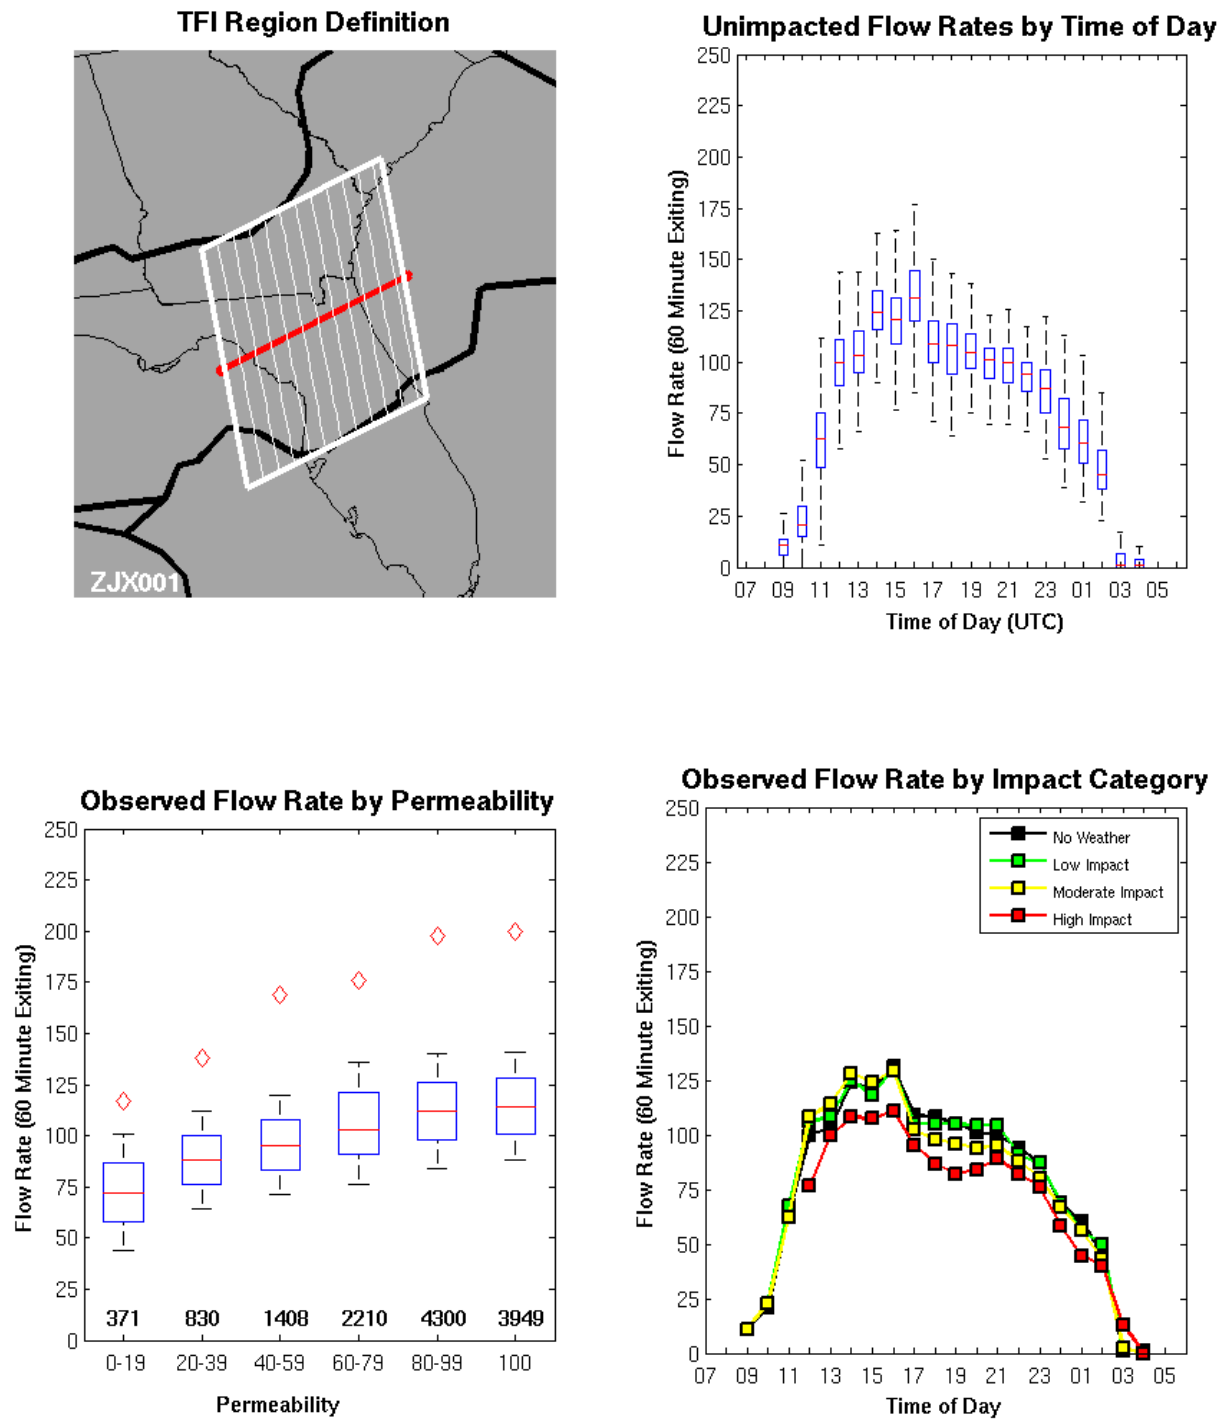 TFI Region Definition
ZJX001
Unimpacted Flow Rates by Time of Day
Flow Rate (60 Minute Exiting)
250
225
200
175
150
125
100
75
50
25
0
07 09 11 13 15 17 19 21 23 01 03 05
Time of Day (UTC)
Observed Flow Rate by Permeability
Flow Rate (60 Minute Exiting)
250
225
200
175
150
125
100
75
50
25
0
371 830 1408 2210 4300 3949
0-19 20-39 40-59 60-79 80-99 100
Permeability
Observed Flow Rate by Impact Category
Flow Rate (60 Minute Exiting)
250
225
200
175
150
125
100
75
50
25
0
No Weather
Low Impact
Moderate Impact
High Impact
07 09 11 13 15 17 19 21 23 01 03 05
Time of Day